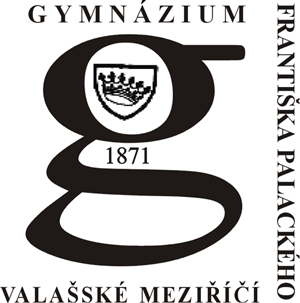 GYMNÁZIUM
FRANTIŠKA PALACKÉHO
g
1871
VALAŠSKÉ MEZIŘÍČÍ